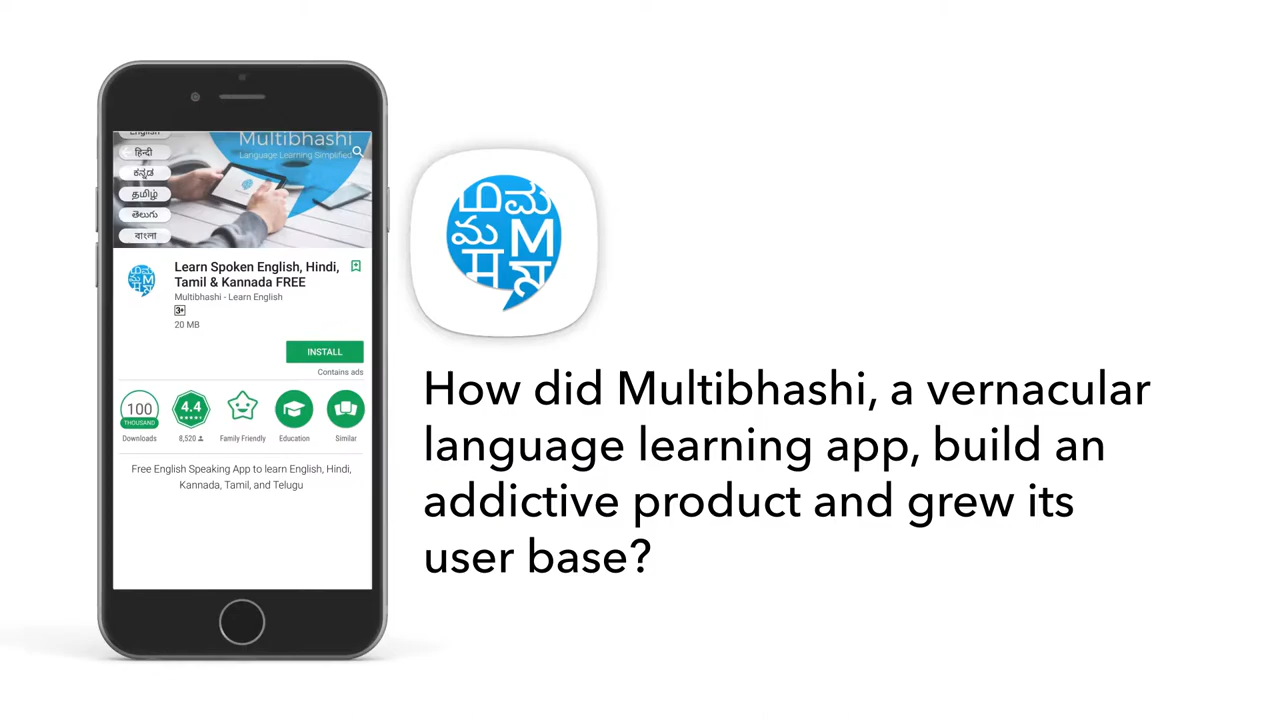 English
हिन्दी
ಕನ್ನಡ
தமிழ்
తెలుగు
বাংলা
Multibhashi
Language Learning Simplified
Learn Spoken English, Hindi,
Tamil & Kannada FREE
Multibhashi - Learn English
3+
20 MB
INSTALL
Contains ads
100
THOUSAND
Downloads
4.4
8,520
Family Friendly
Education
Similar
Free English Speaking App to learn English, Hindi,
Kannada, Tamil, and Telugu
How did Multibhashi, a vernacular
language learning app, build an
addictive product and grew its
user base?